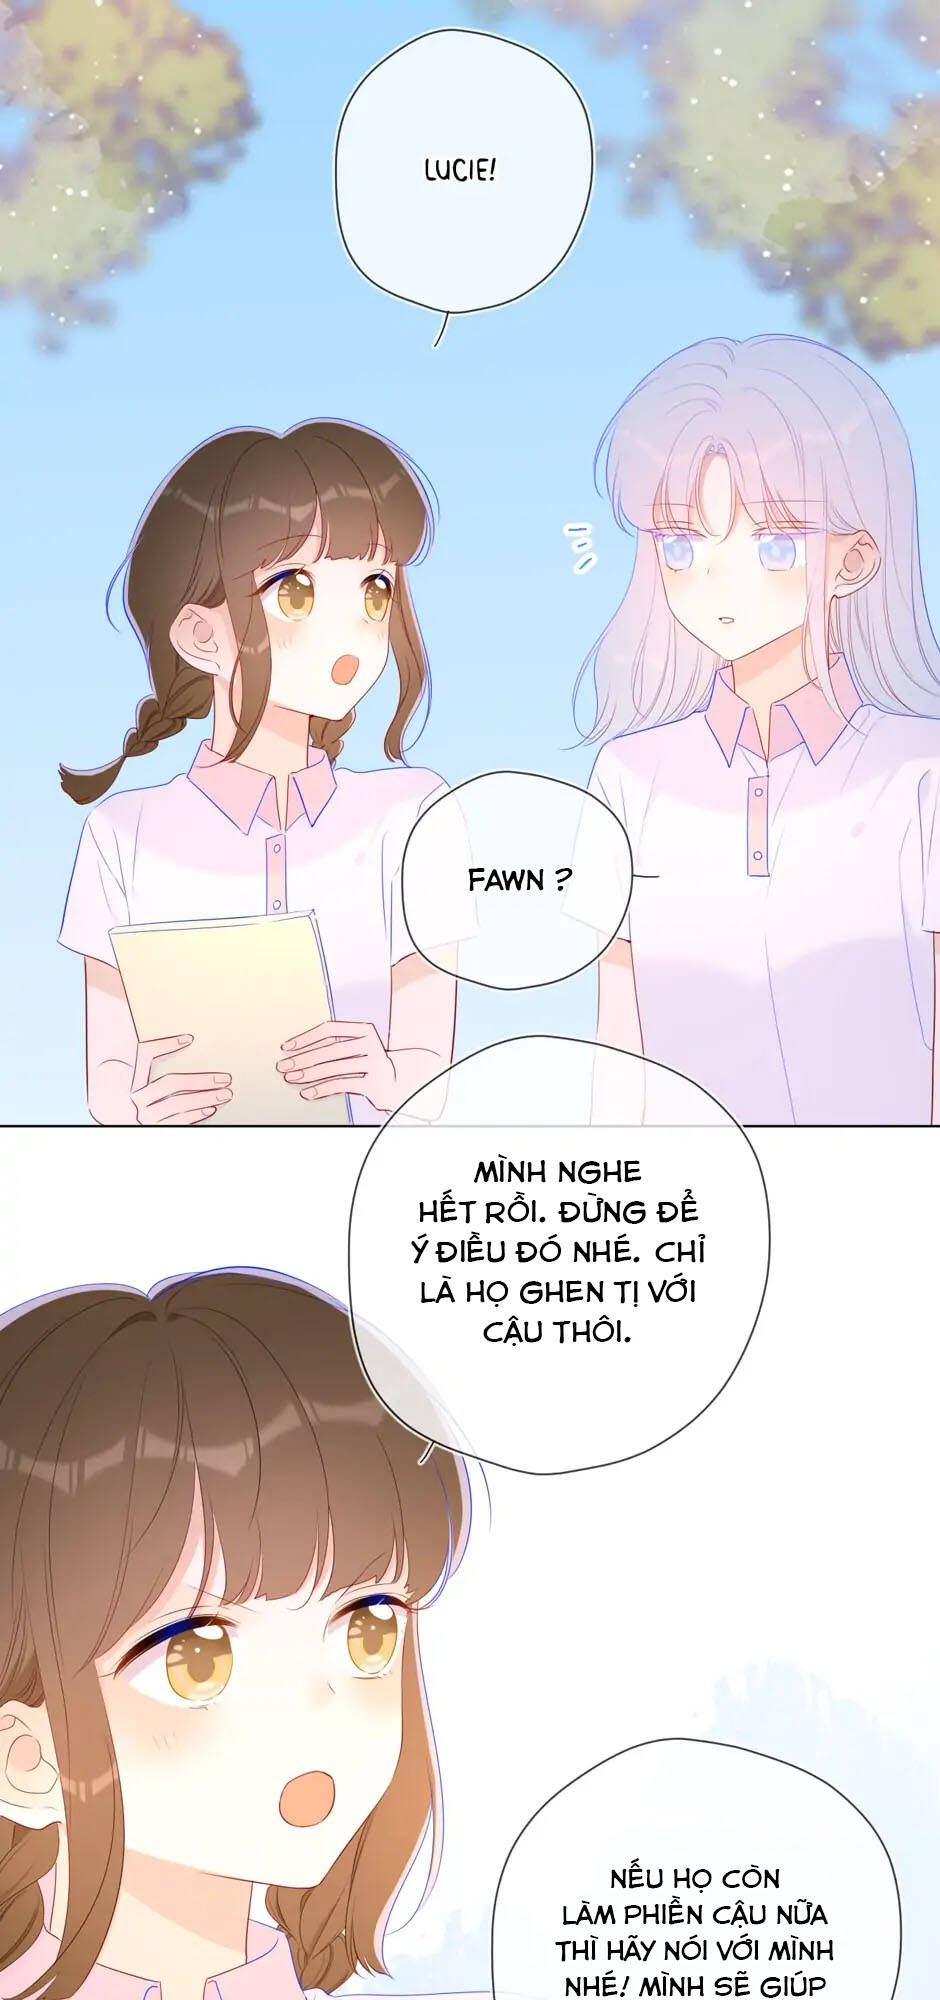 LUCIE!
FAWN ?
MÌNH NGHE
HẾT RỒI. ĐỪNG ĐỂ
Ý ĐIỀU ĐÓ NHÉ. CHỈ
LÀ HỌ GHEN TỊ VỚI
CẬU THÔI.
NẾU HỌ CÒN
LÀM PHIỀN CẬU NỮA
THÌ HÃY NÓI VỚI MÌNH
NHÉ! MÌNH SẼ GIÚP